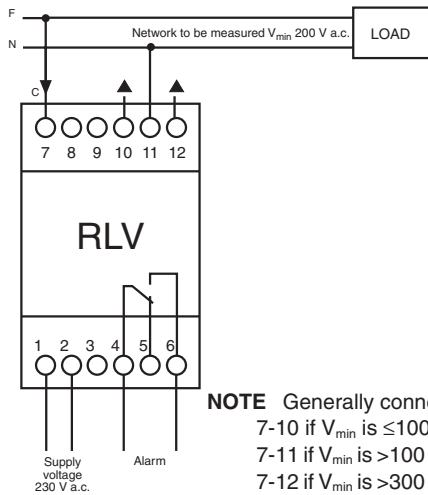 F
N
Network to be measured Vmin 200 V a.c.
LOAD
C
7 8 9 10 11 12
RLV
1 2 3 4 5 6
NOTE Generally conne
7-10 if Vmin is ≤100
7-11 if Vmin is >100
7-12 if Vmin is >300
Supply
voltage
230 V a.c.
Alarm